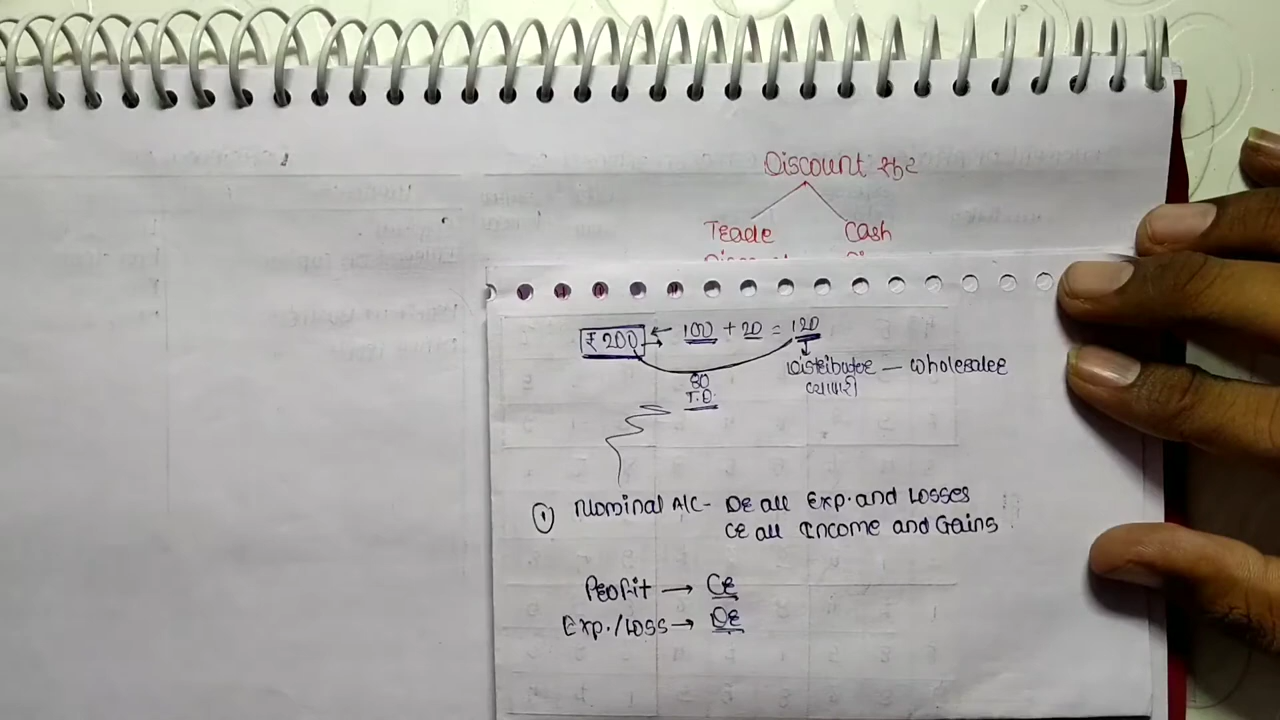 Discount છૂટ
Trade Cash
₹200 ← 100 + 20 = 120
Distributer — Wholesaler
80 વ્યાપારી
T.D.
① Nominal A/C - Dr all Exp. and Losses
Cr all Income and Gains
Profit → Cr
Exp./Loss → Dr